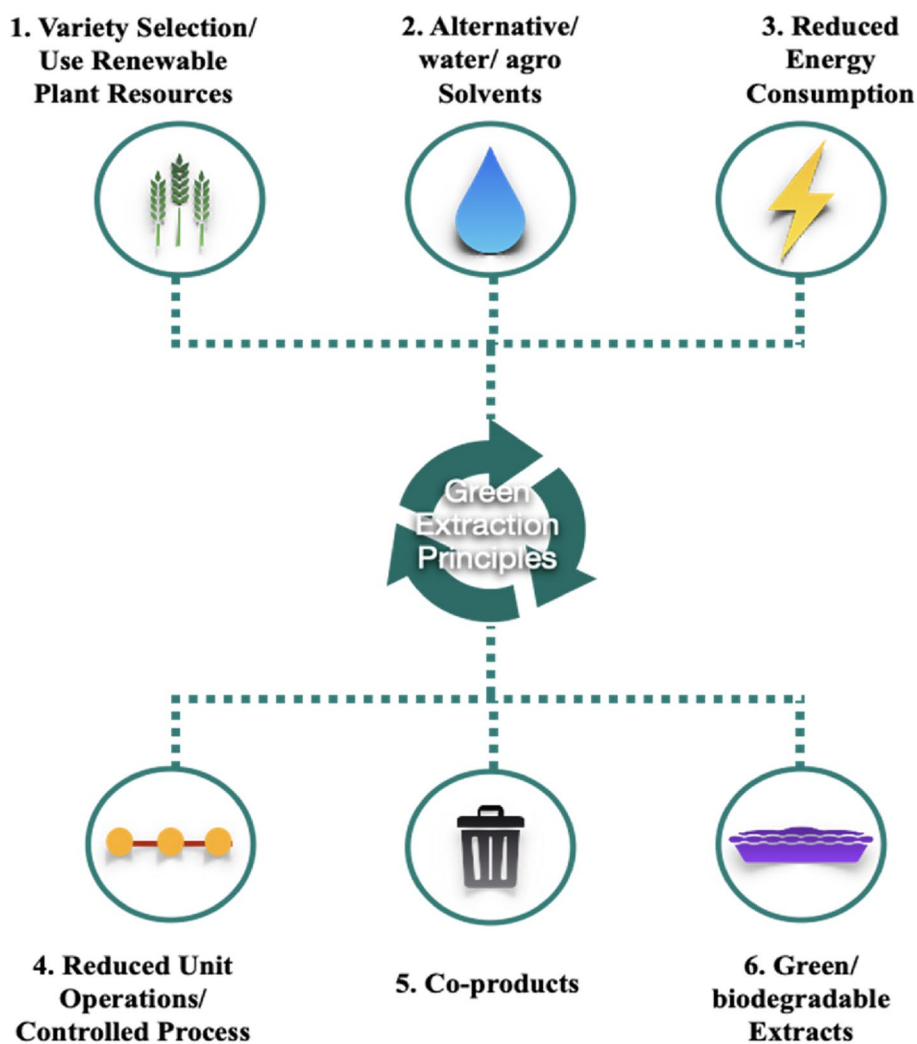 1. Variety Selection/
Use Renewable
Plant Resources
2. Alternative/
water/ agro
Solvents
3. Reduced
Energy
Consumption
Green
Extraction
Principles
4. Reduced Unit
Operations/
Controlled Process
5. Co-products
6. Green/
biodegradable
Extracts